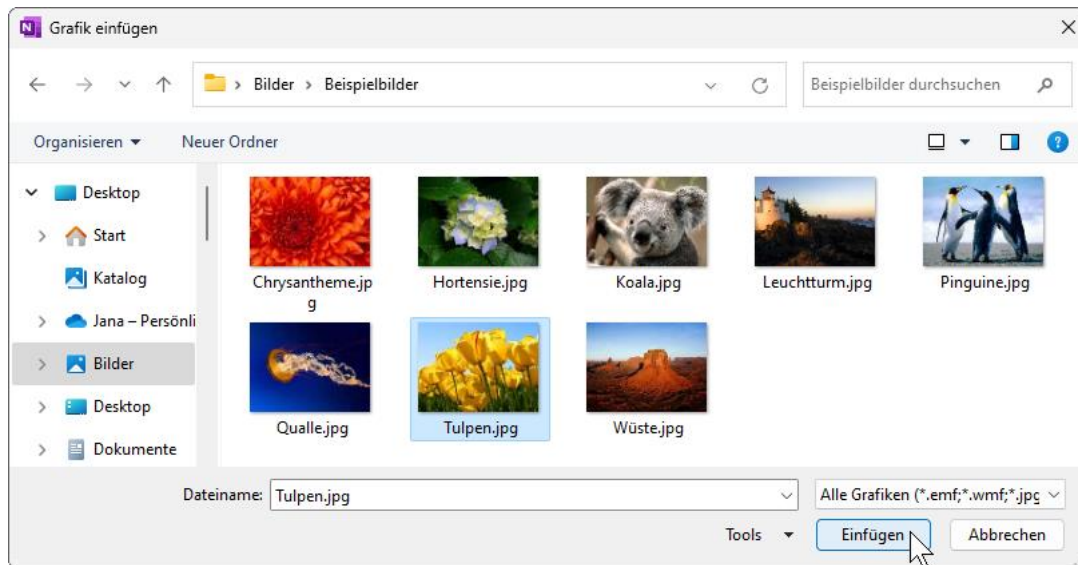 Grafik einfügen
Bilder > Beispielbilder
Beispielbilder durchsuchen
Organisieren
Neuer Ordner
Desktop
Start
Katalog
Jana – Persönli
Bilder
Desktop
Dokumente
Chrysantheme.jp
g
Hortensie.jpg
Koala.jpg
Leuchtturm.jpg
Pinguine.jpg
Qualle.jpg
Tulpen.jpg
Wüste.jpg
Dateiname: Tulpen.jpg
Alle Grafiken (*.emf;*.wmf;*.jpg
Tools
Einfügen
Abbrechen